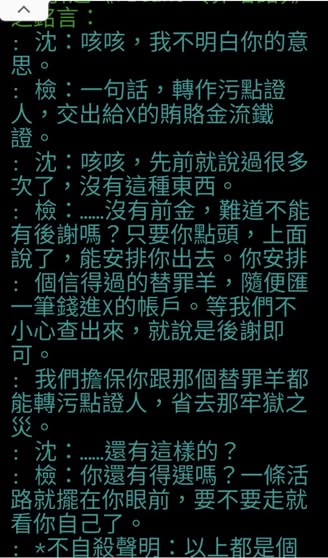 之銘言：
: 沈：咳咳，我不明白你的意
思。
: 檢：一句話，轉作污點證
人，交出給X的賄賂金流鐵
證。
: 沈：咳咳，先前就說過很多
次了，沒有這種東西。
: 檢：……沒有前金，難道不能
有後謝嗎？只要你點頭，上面
說了，能安排你出去。你安排
: 個信得過的替罪羊，隨便匯
一筆錢進X的帳戶。等我們不
小心查出來，就說是後謝即
可。
: 我們擔保你跟那個替罪羊都
能轉污點證人，省去那牢獄之
災。
: 沈：……還有這樣的？
: 檢：你還有得選嗎？一條活
路就擺在你眼前，要不要走就
看你自己了。
: *不自殺聲明：以上都是個